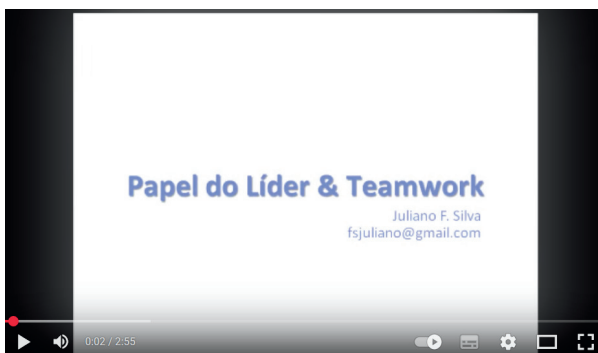 Papel do Líder & Teamwork
Juliano F. Silva
fsjuliano@gmail.com
0:02 / 2:55